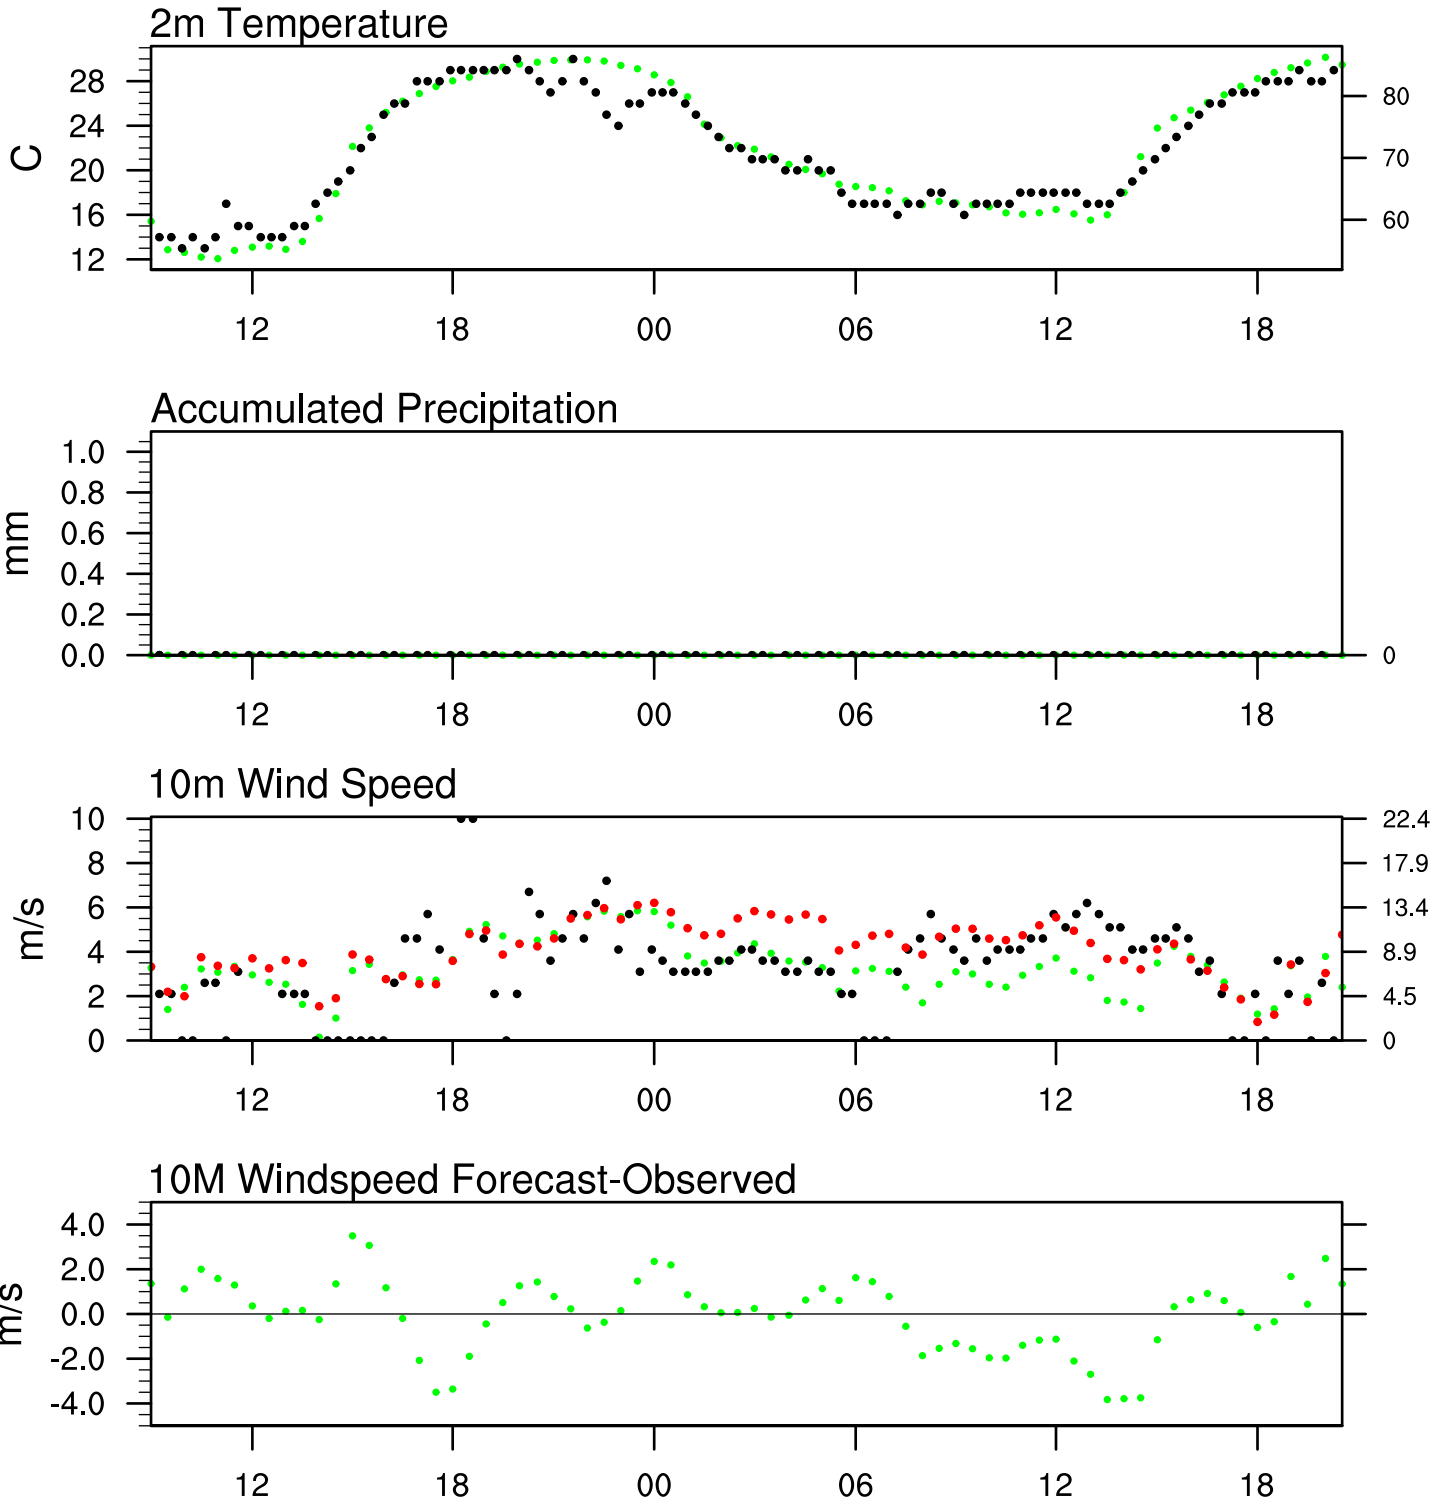 2m Temperature
28
24
20
16
12
C
80
70
60
12 18 00 06 12 18
Accumulated Precipitation
1.0
0.8
0.6
0.4
0.2
0.0
mm
0
12 18 00 06 12 18
10m Wind Speed
10
8
6
4
2
0
m/s
22.4
17.9
13.4
8.9
4.5
0
12 18 00 06 12 18
10M Windspeed Forecast-Observed
4.0
2.0
0.0
-2.0
-4.0
m/s
12 18 00 06 12 18